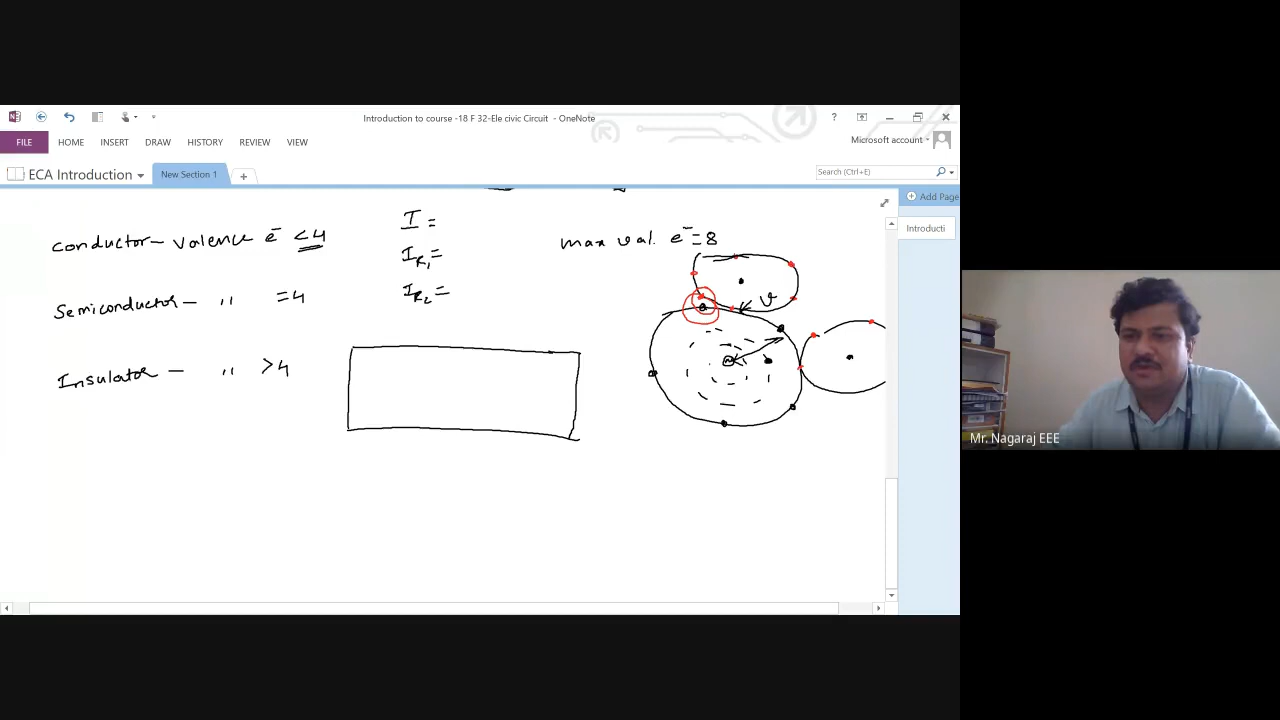 Introduction to course -18 F 32-Ele civic Circuit - OneNote
?
FILE HOME INSERT DRAW HISTORY REVIEW VIEW
Microsoft account
ECA Introduction
New Section 1
+
Search (Ctrl+E)
Add Page
Introducti
Conductor - valence e⁻ <4
Semiconductor - " =4
Insulator - " >4
I =
I_R1 =
I_R2 =
max val. e⁻ = 8
v
Mr. Nagaraj EEE